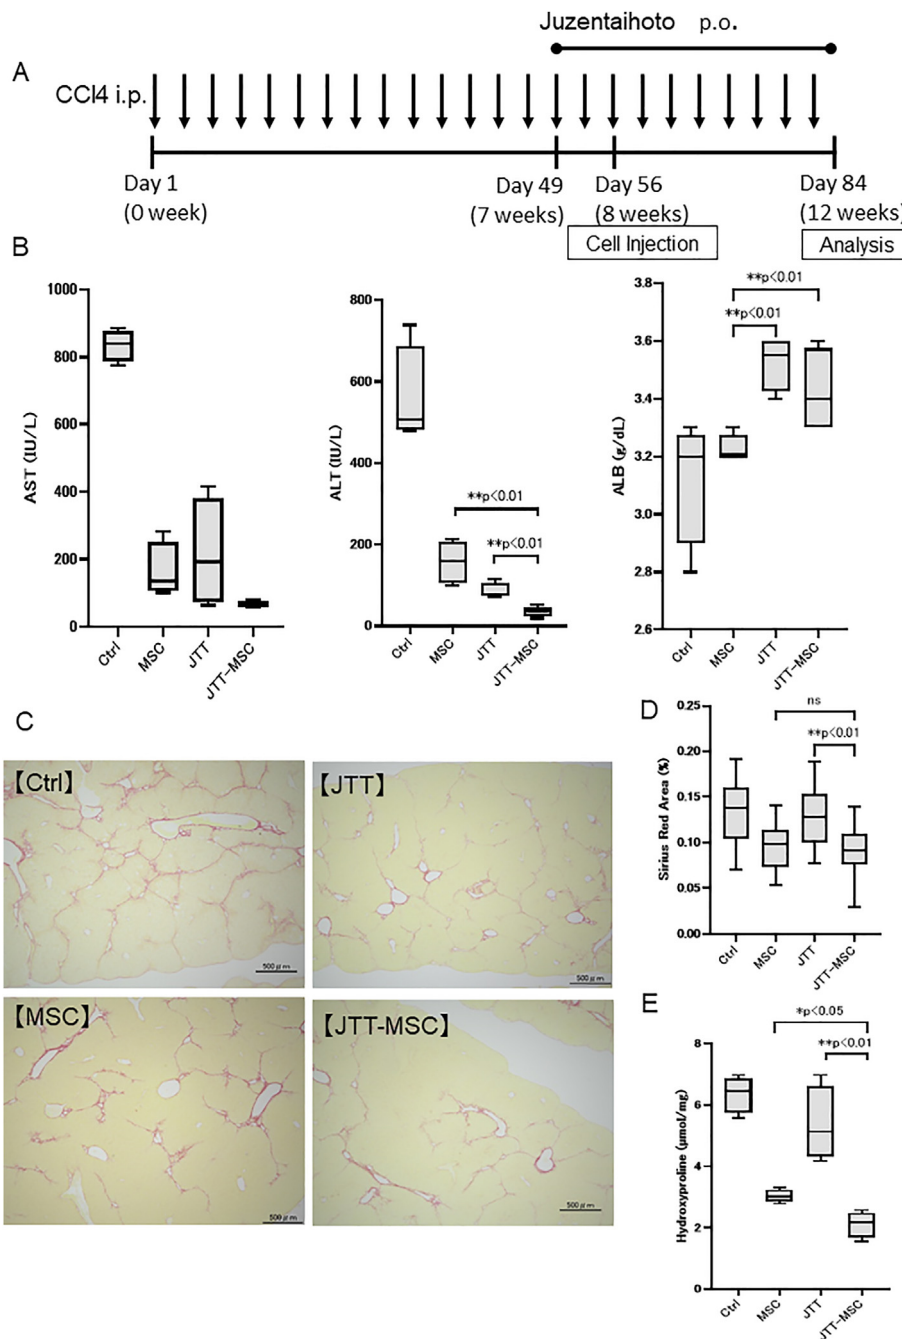 Juzentaihoto p.o.
A
CCl4 i.p.
Day 1
(0 week)
Day 49
(7 weeks)
Day 56
(8 weeks)
Day 84
(12 weeks)
Cell Injection
Analysis
B
1000
800
600
400
200
0
AST (IU/L)
Ctrl
MSC
JTT
JTT-MSC
800
600
400
200
0
ALT (IU/L)
**p<0.01
**p<0.01
Ctrl
MSC
JTT
JTT-MSC
3.8
3.6
3.4
3.2
3.0
2.8
2.6
ALB (g/dL)
**p<0.01
**p<0.01
Ctrl
MSC
JTT
JTT-MSC
C
【Ctrl】
500μm
【JTT】
500μm
【MSC】
500μm
【JTT-MSC】
500μm
D
0.25
0.20
0.15
0.10
0.05
0.00
Sirius Red Area (%)
ns
**p<0.01
Ctrl
MSC
JTT
JTT-MSC
E
*p<0.05
**p<0.01
8
6
4
2
0
Hydroxyproline (μmol/mg)
Ctrl
MSC
JTT
JTT-MSC